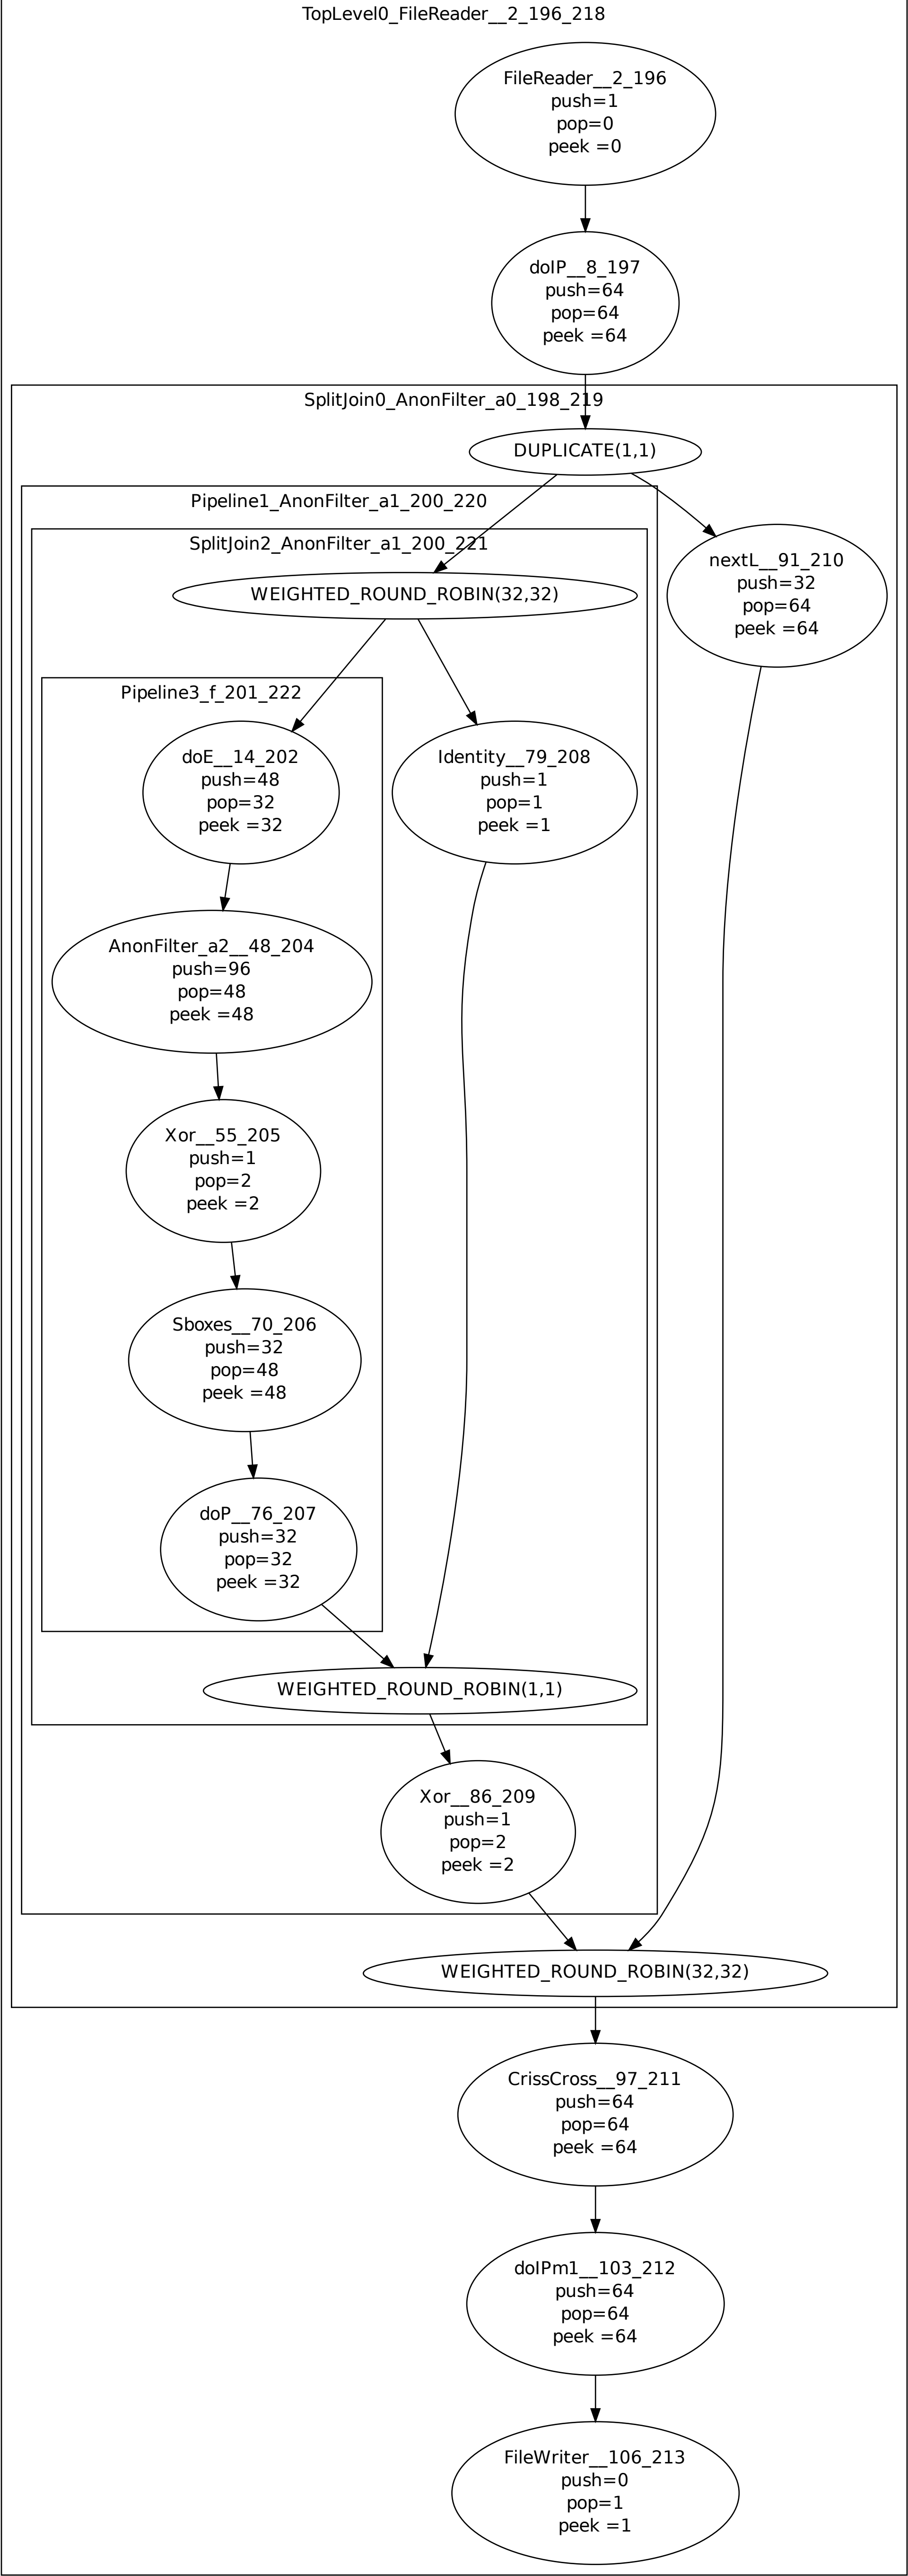 TopLevel0_FileReader__2_196_218
FileReader__2_196
push=1
pop=0
peek =0
doIP__8_197
push=64
pop=64
peek =64
SplitJoin0_AnonFilter_a0_198_219
DUPLICATE(1,1)
Pipeline1_AnonFilter_a1_200_220
SplitJoin2_AnonFilter_a1_200_221
WEIGHTED_ROUND_ROBIN(32,32)
nextL__91_210
push=32
pop=64
peek =64
Pipeline3_f_201_222
doE__14_202
push=48
pop=32
peek =32
Identity__79_208
push=1
pop=1
peek =1
AnonFilter_a2__48_204
push=96
pop=48
peek =48
Xor__55_205
push=1
pop=2
peek =2
Sboxes__70_206
push=32
pop=48
peek =48
doP__76_207
push=32
pop=32
peek =32
WEIGHTED_ROUND_ROBIN(1,1)
Xor__86_209
push=1
pop=2
peek =2
WEIGHTED_ROUND_ROBIN(32,32)
CrissCross__97_211
push=64
pop=64
peek =64
doIPm1__103_212
push=64
pop=64
peek =64
FileWriter__106_213
push=0
pop=1
peek =1